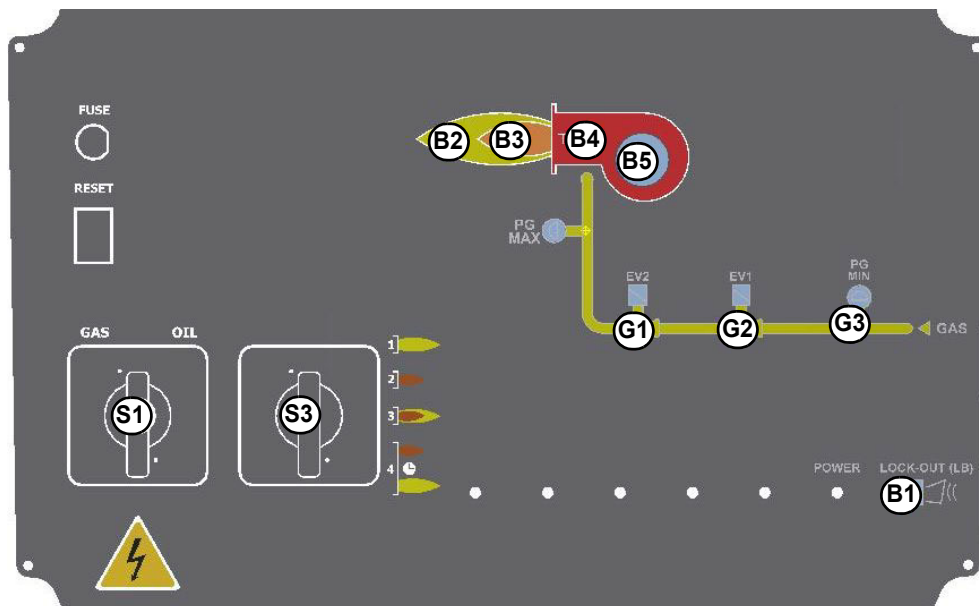 FUSE
B2
B3
B4
B5
RESET
PG
MAX
EV2
EV1
PG
MIN
G1
G2
G3
GAS
GAS OIL
1
2
3
4
S1
S3
POWER
LOCK-OUT (LB)
B1